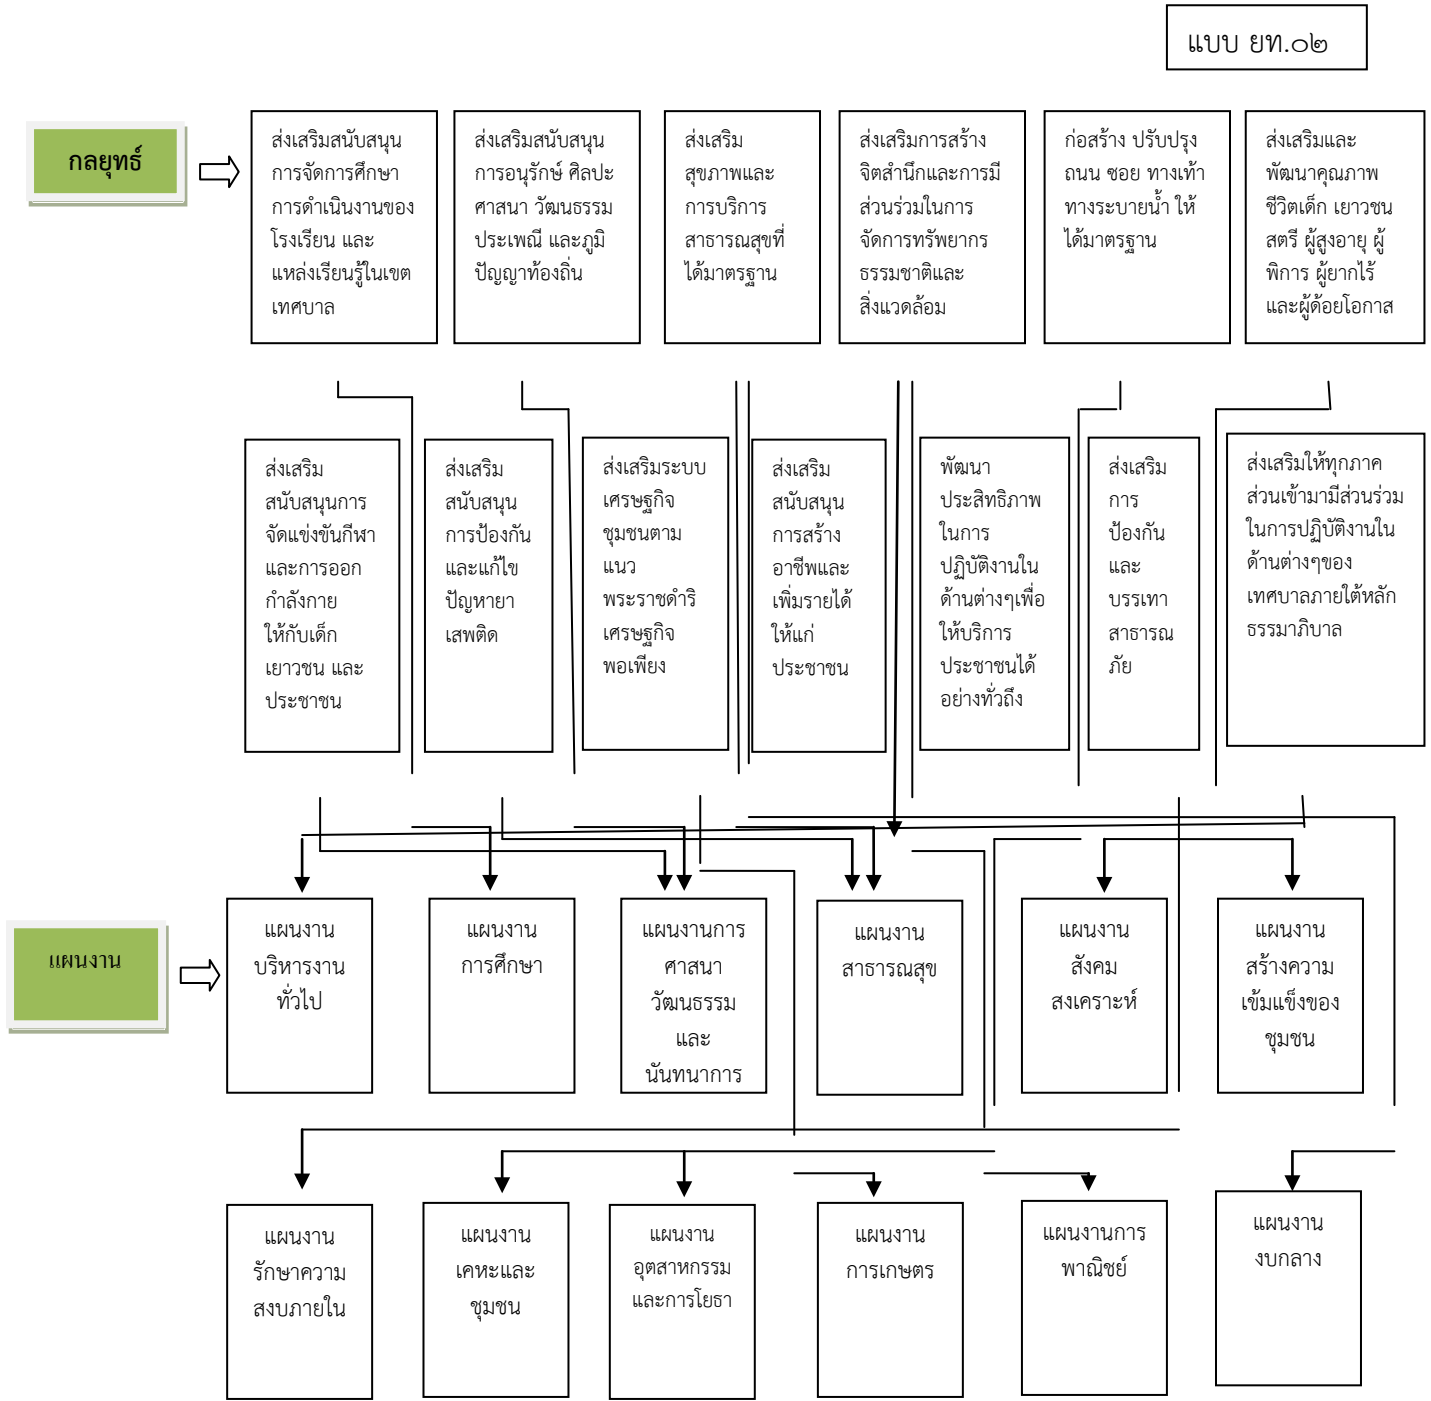 แบบ ยท.๐๒
กลยุทธ์
ส่งเสริมสนับสนุน
การจัดการศึกษา
การดำเนินงานของ
โรงเรียน และ
แหล่งเรียนรู้ในเขต
เทศบาล
ส่งเสริมสนับสนุน
การอนุรักษ์ ศิลปะ
ศาสนา วัฒนธรรม
ประเพณี และภูมิ
ปัญญาท้องถิ่น
ส่งเสริม
สุขภาพและ
การบริการ
สาธารณสุขที่
ได้มาตรฐาน
ส่งเสริมการสร้าง
จิตสำนึกและการมี
ส่วนร่วมในการ
จัดการทรัพยากร
ธรรมชาติและ
สิ่งแวดล้อม
ก่อสร้าง ปรับปรุง
ถนน ซอย ทางเท้า
ทางระบายน้ำ ให้
ได้มาตรฐาน
ส่งเสริมและ
พัฒนาคุณภาพ
ชีวิตเด็ก เยาวชน
สตรี ผู้สูงอายุ ผู้
พิการ ผู้ยากไร้
และผู้ด้อยโอกาส
ส่งเสริม
สนับสนุนการ
จัดแข่งขันกีฬา
และการออก
กำลังกาย
ให้กับเด็ก
เยาวชน และ
ประชาชน
ส่งเสริม
สนับสนุน
การป้องกัน
และแก้ไข
ปัญหายา
เสพติด
ส่งเสริมระบบ
เศรษฐกิจ
ชุมชนตาม
แนว
พระราชดำริ
เศรษฐกิจ
พอเพียง
ส่งเสริม
สนับสนุน
การสร้าง
อาชีพและ
เพิ่มรายได้
ให้แก่
ประชาชน
พัฒนา
ประสิทธิภาพ
ในการ
ปฏิบัติงานใน
ด้านต่างๆเพื่อ
ให้บริการ
ประชาชนได้
อย่างทั่วถึง
ส่งเสริม
การ
ป้องกัน
และ
บรรเทา
สาธารณ
ภัย
ส่งเสริมให้ทุกภาค
ส่วนเข้ามามีส่วนร่วม
ในการปฏิบัติงานใน
ด้านต่างๆของ
เทศบาลภายใต้หลัก
ธรรมาภิบาล
แผนงาน
แผนงาน
บริหารงาน
ทั่วไป
แผนงาน
การศึกษา
แผนงานการ
ศาสนา
วัฒนธรรม
และ
นันทนาการ
แผนงาน
สาธารณสุข
แผนงาน
สังคม
สงเคราะห์
แผนงาน
สร้างความ
เข้มแข็งของ
ชุมชน
แผนงาน
รักษาความ
สงบภายใน
แผนงาน
เคหะและ
ชุมชน
แผนงาน
อุตสาหกรรม
และการโยธา
แผนงาน
การเกษตร
แผนงานการ
พาณิชย์
แผนงาน
งบกลาง